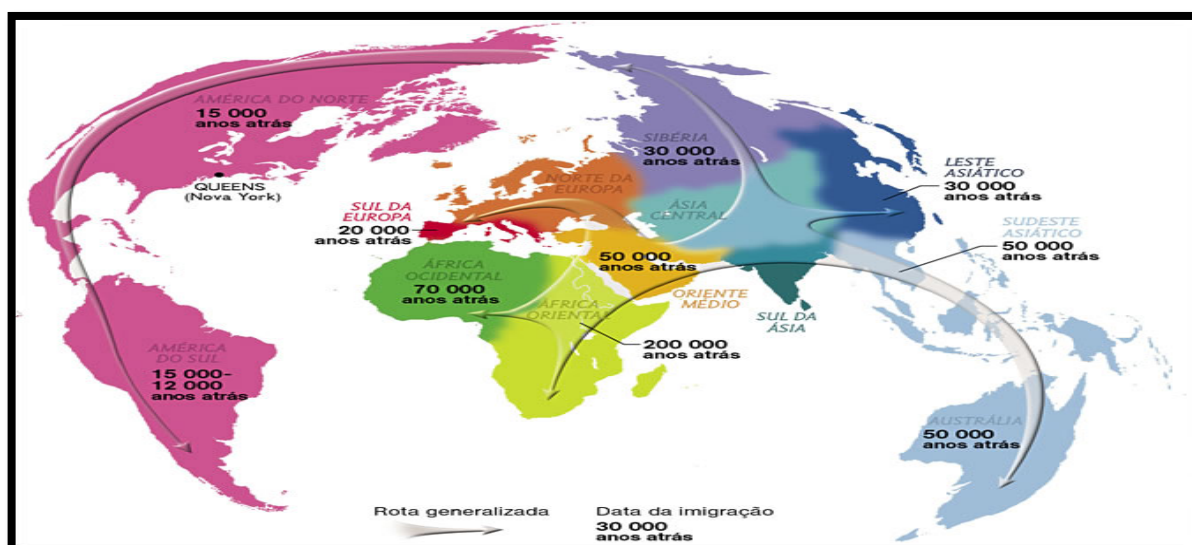 AMÉRICA DO NORTE
15 000
anos atrás
QUEENS
(Nova York)
SIBÉRIA
30 000
anos atrás
LESTE
ASIÁTICO
30 000
anos atrás
NORTE DA
EUROPA
ÀSIA
CENTRAL
SUL DA
EUROPA
20 000
anos atrás
SUDESTE
ASIÁTICO
50 000
anos atrás
ÁFRICA
OCIDENTAL
70 000
anos atrás
50 000
anos atrás
ORIENTE
MÉDIO
ÁFRICA
ORIENTAL
SUL DA
ÁSIA
200 000
anos atrás
AMÉRICA
DO SUL
15 000-
12 000
anos atrás
AUSTRÁLIA
50 000
anos atrás
Rota generalizada
Data da imigração
30 000
anos atrás